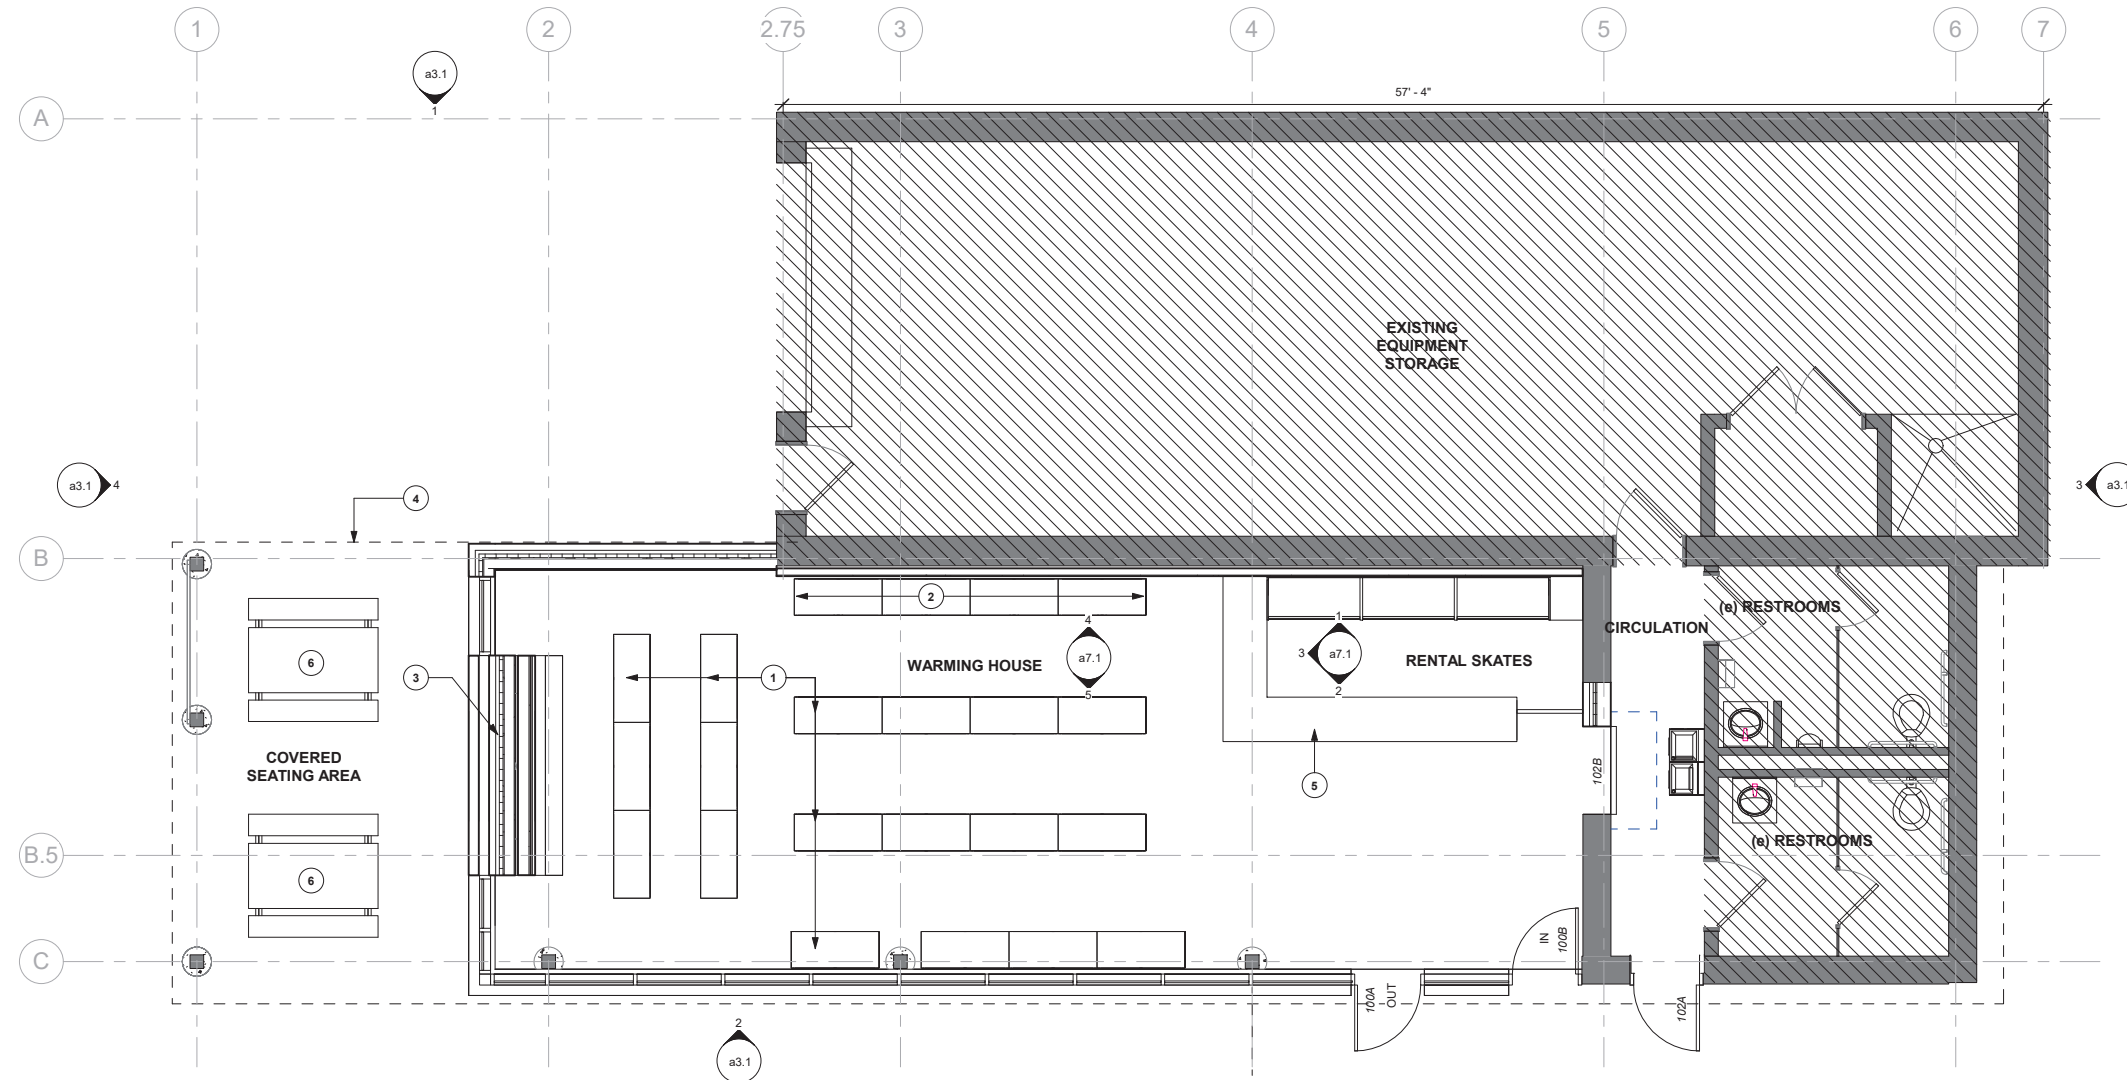 1
2
2.75
3
4
5
6
7
a3.1
1
57' - 4"
A
EXISTING
EQUIPMENT
STORAGE
a3.1
4
4
3
a3.1
B
2
(e) RESTROOMS
4
1
CIRCULATION
6
3
1
WARMING HOUSE
a7.1
3
a7.1
RENTAL SKATES
5
2
COVERED
SEATING AREA
5
102B
B.5
6
(e) RESTROOMS
C
IN
100B
100A
OUT
102A
2
a3.1